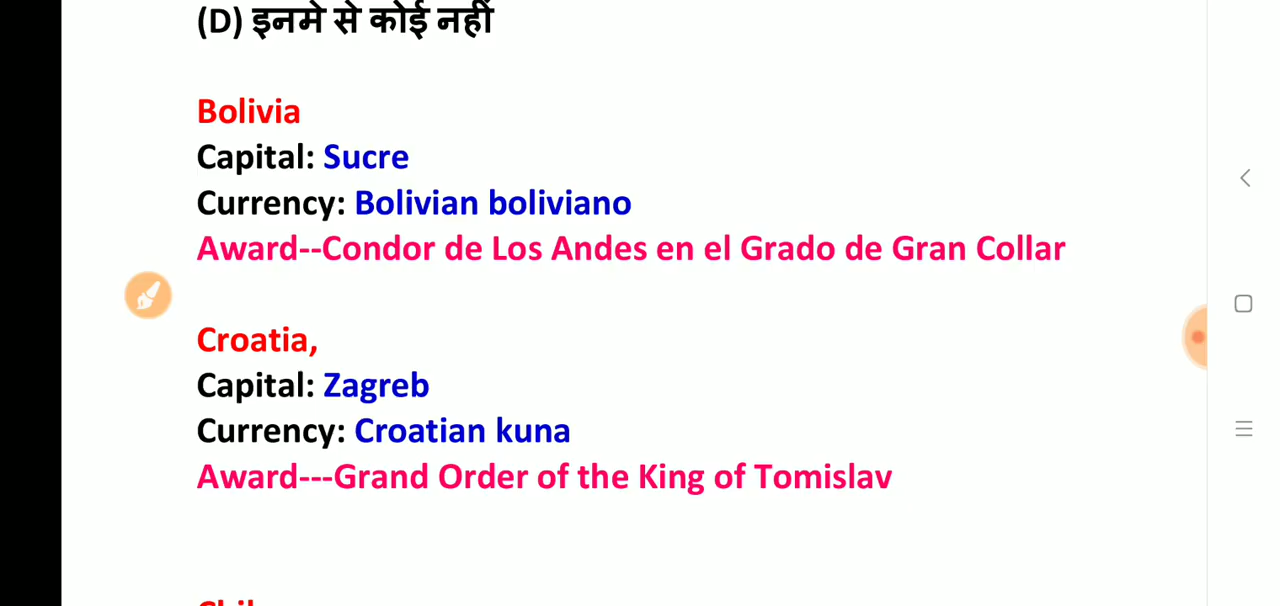 (D) इनमे से कोई नहीं
Bolivia
Capital: Sucre
Currency: Bolivian boliviano
Award--Condor de Los Andes en el Grado de Gran Collar
Croatia,
Capital: Zagreb
Currency: Croatian kuna
Award---Grand Order of the King of Tomislav